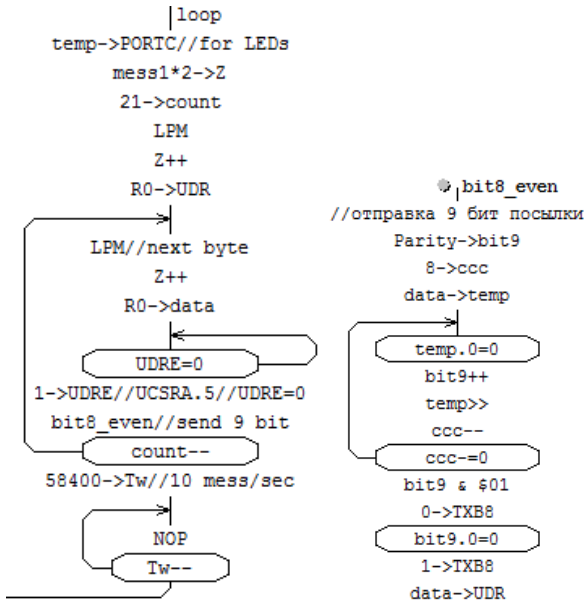 loop
temp->PORTC//for LEDs
mess1*2->Z
21->count
LPM
Z++
R0->UDR
LPM//next byte
Z++
R0->data
UDRE=0
1->UDRE//UCSRA.5//UDRE=0
bit8_even//send 9 bit
count--
58400->Tw//10 mess/sec
NOP
Tw--
bit8_even
//отправка 9 бит посылки
Parity->bit9
8->ccc
data->temp
temp.0=0
bit9++
temp>>
ccc--
ccc-=0
bit9 & $01
0->TXB8
bit9.0=0
1->TXB8
data->UDR